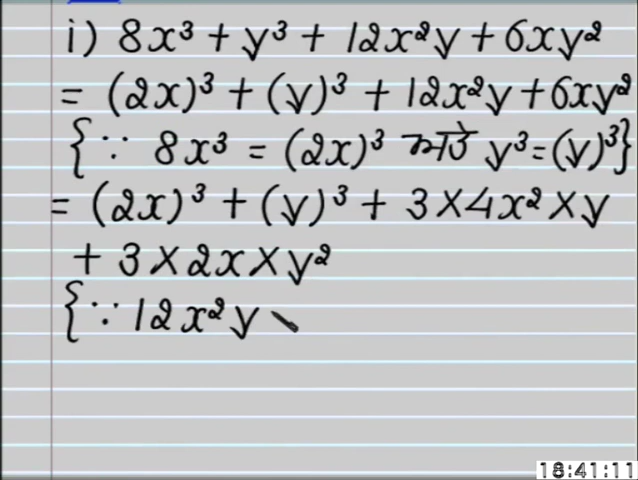 i) 8x³ + y³ + 12x²y + 6xy²
= (2x)³ + (y)³ + 12x²y + 6xy²
{∵ 8x³ = (2x)³ ਅਤੇ y³ = (y)³}
= (2x)³ + (y)³ + 3 × 4x² × y
+ 3 × 2x × y²
{∵ 12x²y
18:41:11